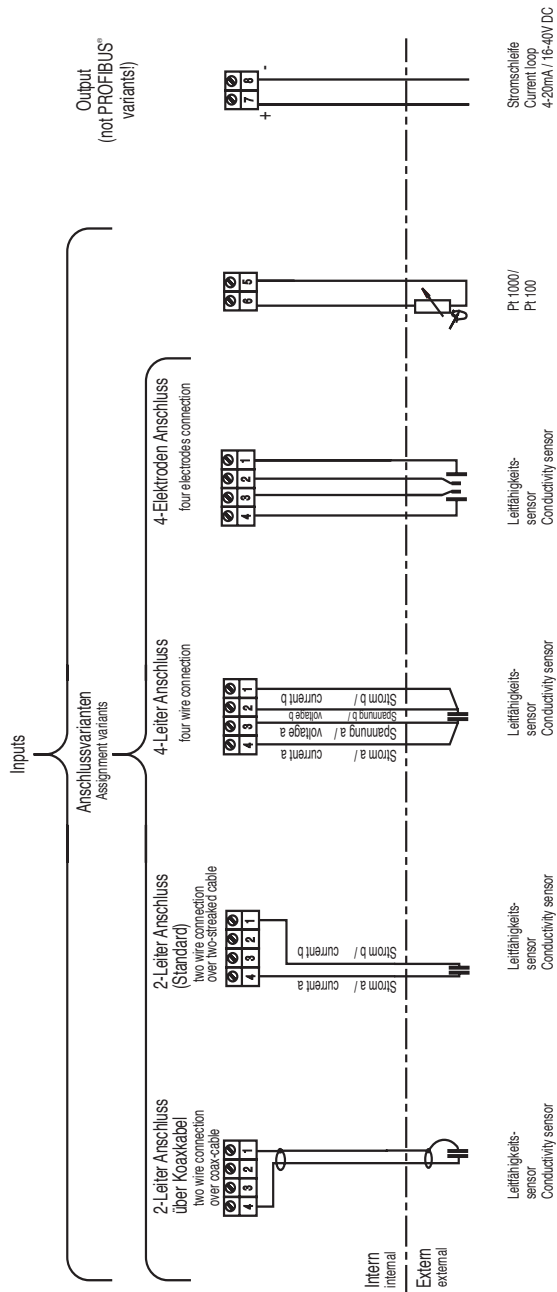 Inputs
Anschlussvarianten
Assignment variants
Output
(not PROFIBUS®
variants!)
2-Leiter Anschluss
über Koaxkabel
two wire connection
over coax-cable
2-Leiter Anschluss
(Standard)
two wire connection
over two-streaked cable
4-Leiter Anschluss
four wire connection
4-Elektroden Anschluss
four electrodes connection
4 3 2 1
4 3 2 1
4 3 2 1
4 3 2 1
6 5
7 8
+ -
Strom a / current a
Strom b / current b
Strom a / current a
Spannung a / voltage a
Spannung b / voltage b
Strom b / current b
Intern
internal
Extern
external
Leitfähigkeits-
sensor
Conductivity sensor
Leitfähigkeits-
sensor
Conductivity sensor
Leitfähigkeits-
sensor
Conductivity sensor
Leitfähigkeits-
sensor
Conductivity sensor
Pt 1000/
Pt 100
Stromschleife
Current loop
4-20mA / 16-40V DC